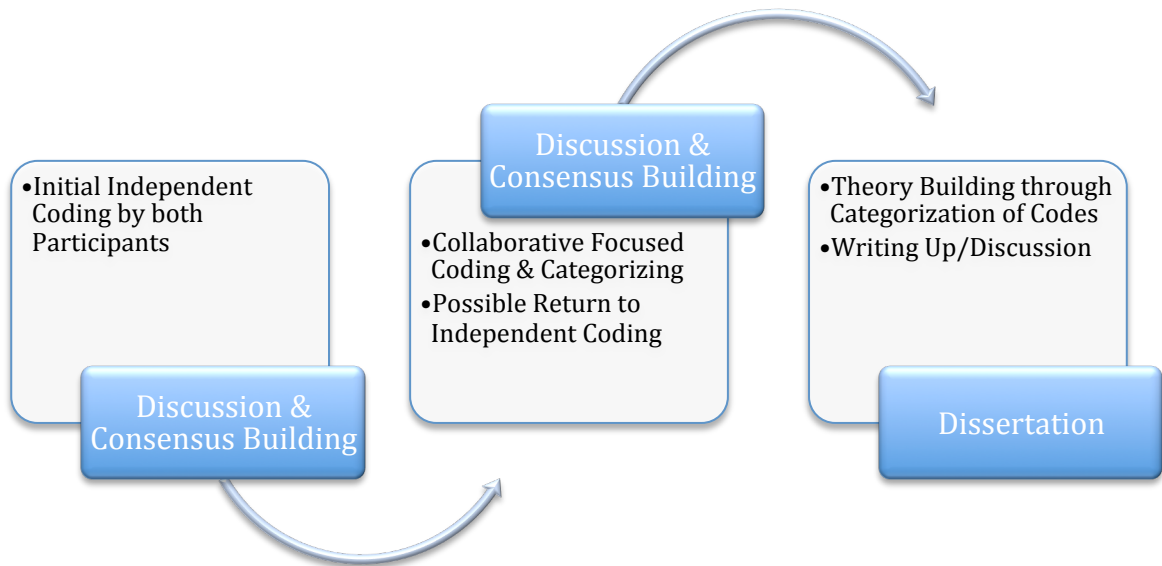 •Initial Independent
Coding by both
Participants
Discussion &
Consensus Building
Discussion &
Consensus Building
•Collaborative Focused
Coding & Categorizing
•Possible Return to
Independent Coding
•Theory Building through
Categorization of Codes
•Writing Up/Discussion
Dissertation